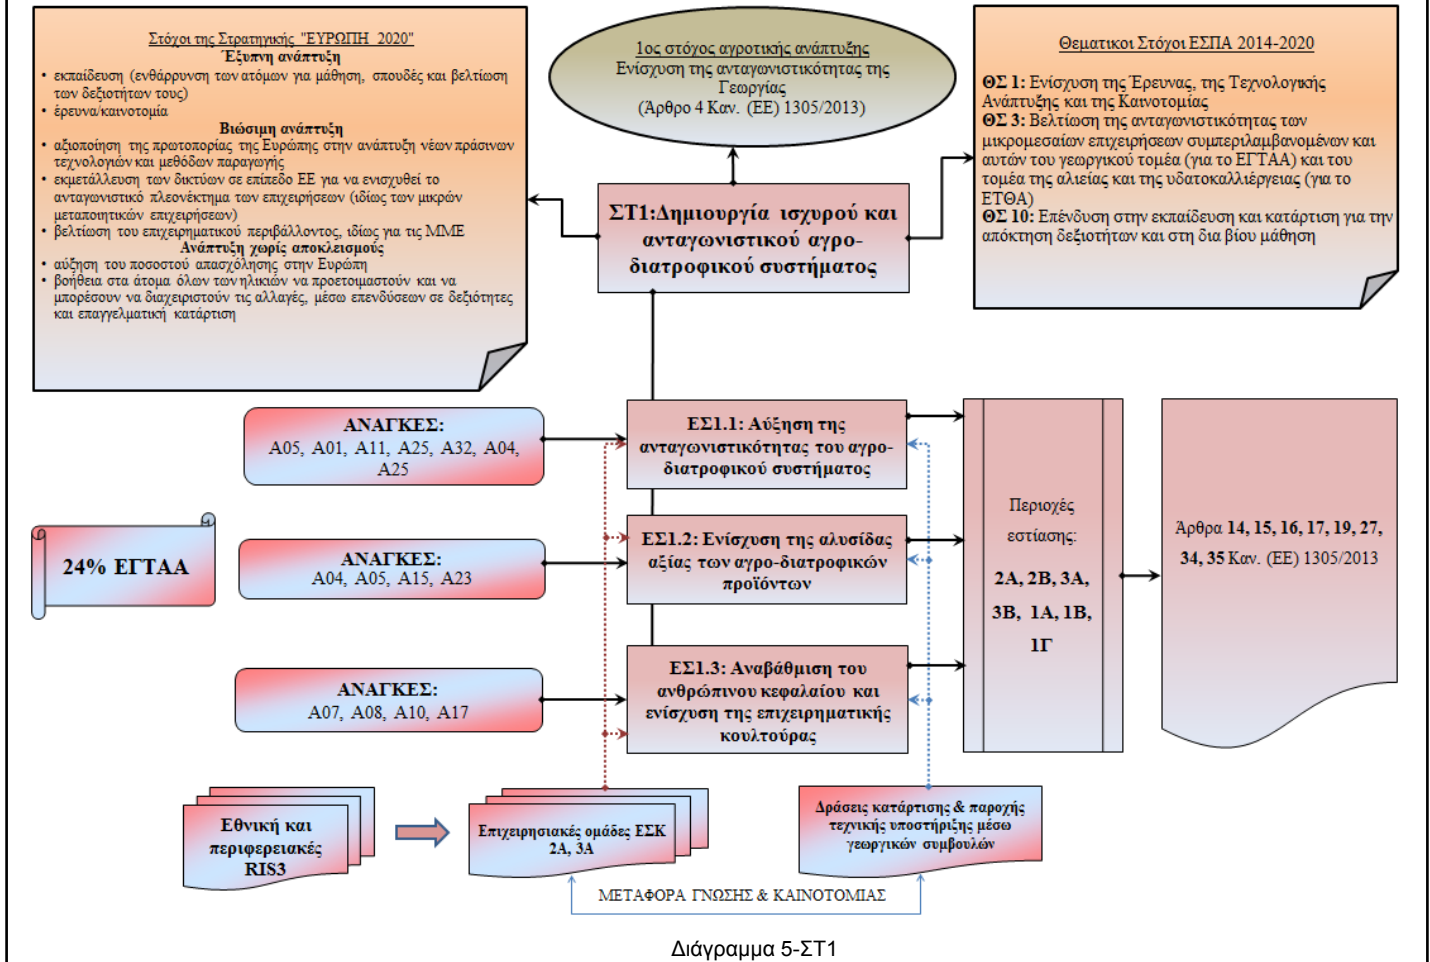 Στόχοι της Στρατηγικής "ΕΥΡΩΠΗ 2020"
Έξυπνη ανάπτυξη
• εκπαίδευση (ενθάρρυνση των ατόμων για μάθηση, σπουδές και βελτίωση
των δεξιοτήτων τους)
• έρευνα/καινοτομία
Βιώσιμη ανάπτυξη
• αξιοποίηση της πρωτοπορίας της Ευρώπης στην ανάπτυξη νέων πράσινων
τεχνολογιών και μεθόδων παραγωγής
• εκμετάλλευση των δικτύων σε επίπεδο ΕΕ για να ενισχυθεί το
ανταγωνιστικό πλεονέκτημα των επιχειρήσεων (ιδίως των μικρών
μεταποιητικών επιχειρήσεων)
• βελτίωση του επιχειρηματικού περιβάλλοντος, ιδίως για τις ΜΜΕ
Ανάπτυξη χωρίς αποκλεισμούς
• αύξηση του ποσοστού απασχόλησης στην Ευρώπη
• βοήθεια στα άτομα όλων των ηλικιών να προετοιμαστούν και να
μπορέσουν να διαχειριστούν τις αλλαγές, μέσω επενδύσεων σε δεξιότητες
και επαγγελματική κατάρτιση
1ος στόχος αγροτικής ανάπτυξης
Ενίσχυση της ανταγωνιστικότητας της
Γεωργίας
(Άρθρο 4 Καν. (ΕΕ) 1305/2013)
Θεματικοι Στόχοι ΕΣΠΑ 2014-2020
ΘΣ 1: Ενίσχυση της Έρευνας, της Τεχνολογικής
Ανάπτυξης και της Καινοτομίας
ΘΣ 3: Βελτίωση της ανταγωνιστικότητας των
μικρομεσαίων επιχειρήσεων συμπεριλαμβανομένων και
αυτών του γεωργικού τομέα (για το ΕΓΤΑΑ) και του
τομέα της αλιείας και της υδατοκαλλιέργειας (για το
ΕΤΘΑ)
ΘΣ 10: Επένδυση στην εκπαίδευση και κατάρτιση για την
απόκτηση δεξιοτήτων και στη δια βίου μάθηση
ΣΤ1:Δημιουργία ισχυρού και
ανταγωνιστικού αγρο-
διατροφικού συστήματος
ΑΝΑΓΚΕΣ:
Α05, Α01, Α11, Α25, Α32, Α04,
Α25
ΕΣ1.1: Αύξηση της
ανταγωνιστικότητας του αγρο-
διατροφικού συστήματος
24% ΕΓΤΑΑ
ΑΝΑΓΚΕΣ:
Α04, Α05, Α15, Α23
ΕΣ1.2: Ενίσχυση της αλυσίδας
αξίας των αγρο-διατροφικών
προϊόντων
ΑΝΑΓΚΕΣ:
Α07, Α08, Α10, Α17
ΕΣ1.3: Αναβάθμιση του
ανθρώπινου κεφαλαίου και
ενίσχυση της επιχειρηματικής
κουλτούρας
Περιοχές
εστίασης:
2Α, 2Β, 3Α,
3Β, 1Α, 1Β,
1Γ
Άρθρα 14, 15, 16, 17, 19, 27,
34, 35 Καν. (ΕΕ) 1305/2013
Εθνική και
περιφερειακές
RIS3
Επιχειρησιακές ομάδες ΕΣΚ
2Α, 3Α
Δράσεις κατάρτισης & παροχής
τεχνικής υποστήριξης μέσω
γεωργικών συμβουλών
ΜΕΤΑΦΟΡΑ ΓΝΩΣΗΣ & ΚΑΙΝΟΤΟΜΙΑΣ
Διάγραμμα 5-ΣΤ1